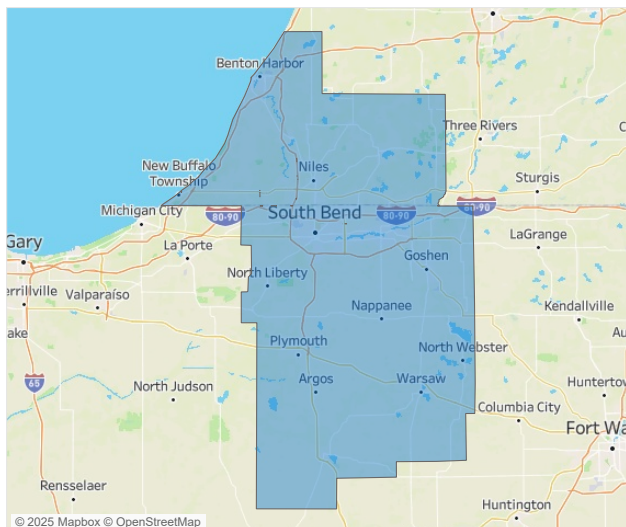 Benton Harbor
Three Rivers
C
New Buffalo
Township
Niles
Sturgis
Michigan City
80-90
South Bend
80-90
80-90
Gary
La Porte
Goshen
LaGrange
North Liberty
errillville
Valparaíso
Nappanee
Kendallville
ake
Au
Plymouth
North Webster
65
North Judson
Argos
Warsaw
Huntertow
Columbia City
Fort Wa
Rensselaer
Huntington
© 2025 Mapbox © OpenStreetMap